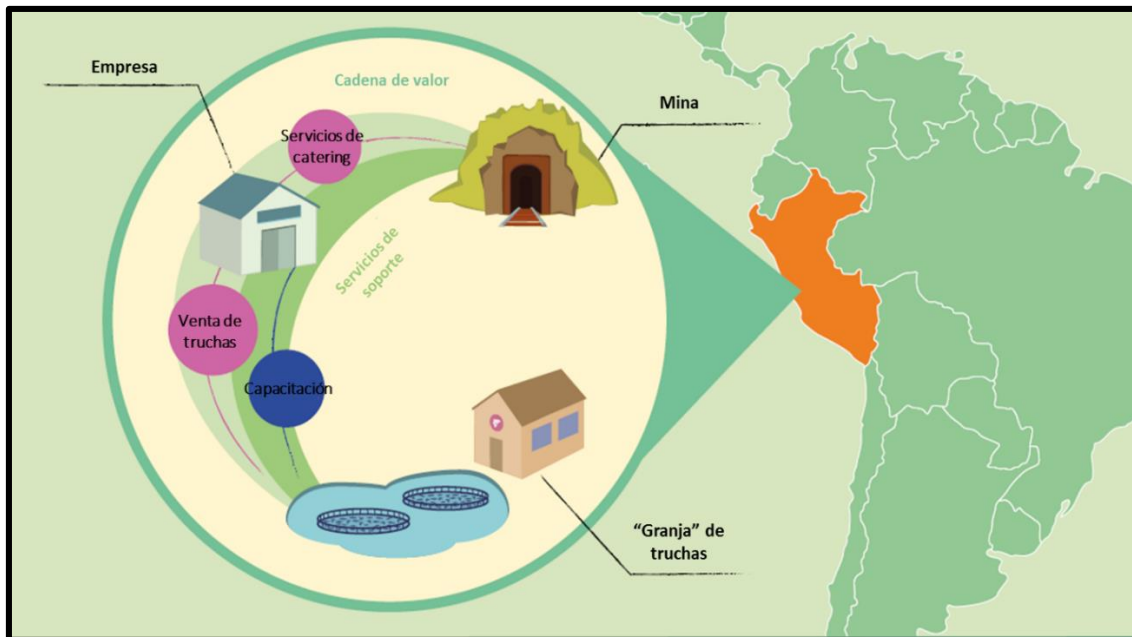 Empresa
Cadena de valor
Mina
Servicios de
catering
Servicios de
soporte
Venta de
truchas
Capacitación
“Granja” de
truchas